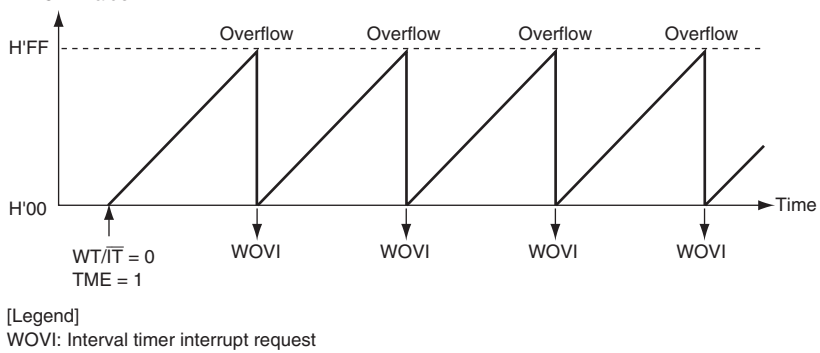 H'FF
Overflow Overflow Overflow Overflow
H'00
Time
WOVI WOVI WOVI WOVI
WT/I̅T̅ = 0
TME = 1
[Legend]
WOVI: Interval timer interrupt request